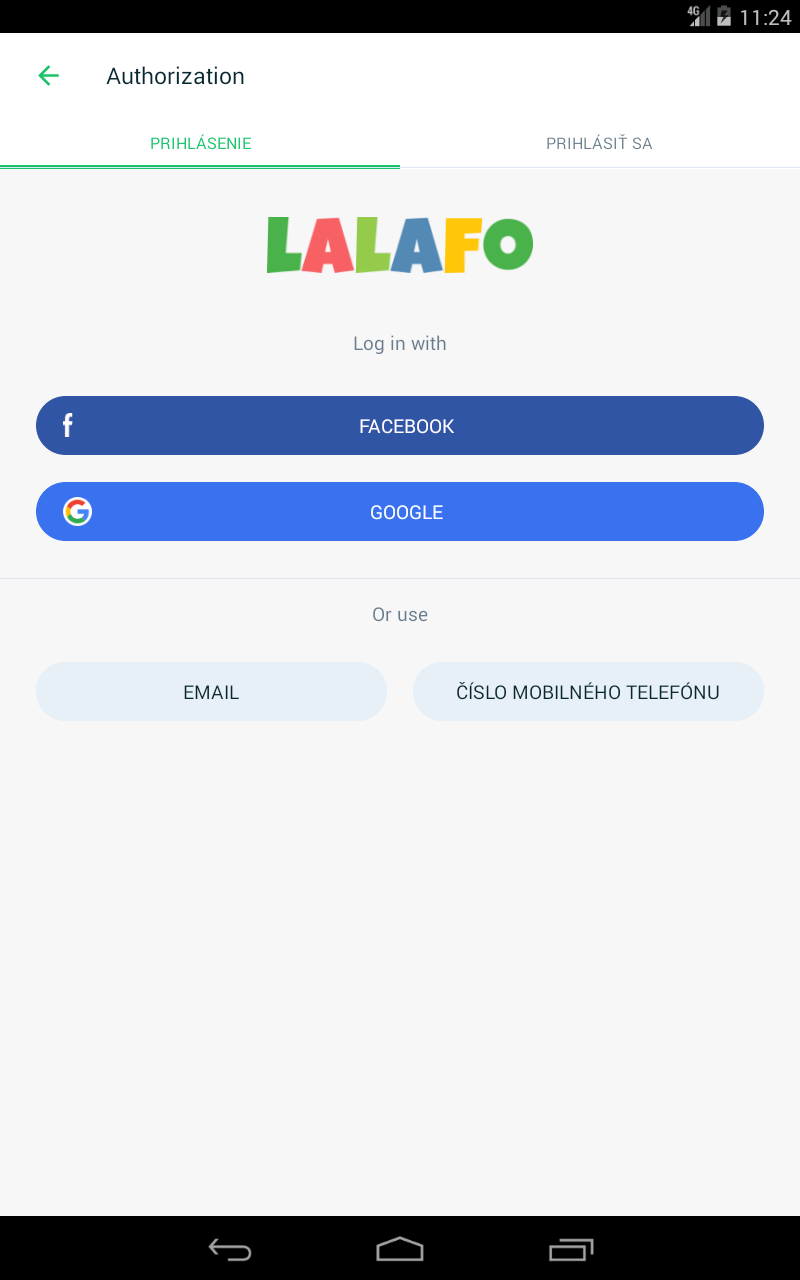 4G 11:24
Authorization
PRIHLÁSENIE PRIHLÁSIŤ SA
LALAFO
Log in with
FACEBOOK
GOOGLE
Or use
EMAIL ČÍSLO MOBILNÉHO TELEFÓNU